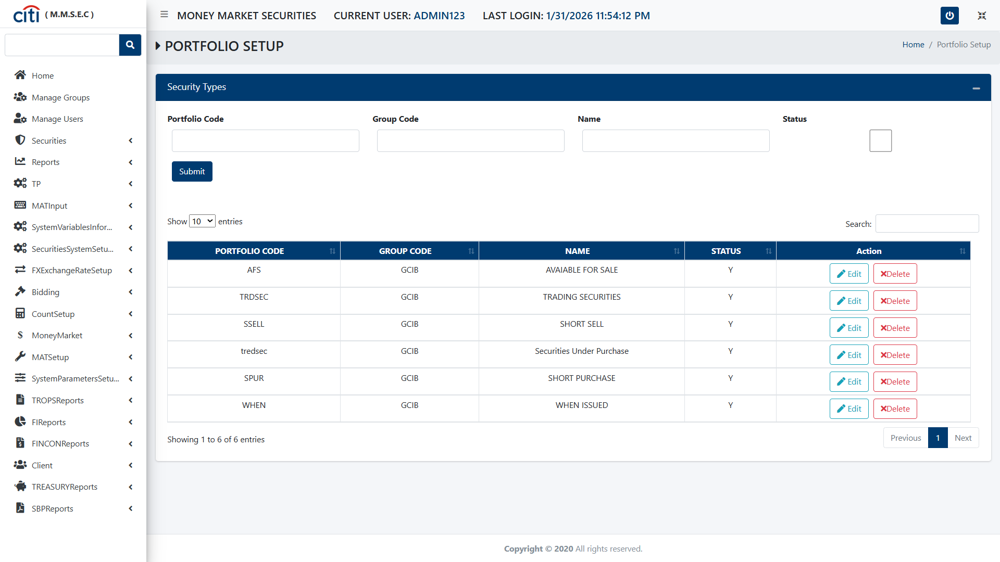 citi ( M.M.S.E.C )
MONEY MARKET SECURITIES CURRENT USER: ADMIN123 LAST LOGIN: 1/31/2026 11:54:12 PM
PORTFOLIO SETUP
Home / Portfolio Setup
Home
Manage Groups
Manage Users
Securities
Reports
TP
MATInput
SystemVariablesInfor...
SecuritiesSystemSetu...
FXExchangeRateSetup
Bidding
CountSetup
MoneyMarket
MATSetup
SystemParametersSetu...
TROPSReports
FIReports
FINCONReports
Client
TREASURYReports
SBPReports
Security Types
Portfolio Code Group Code Name Status
Submit
Show 10 entries
Search:
PORTFOLIO CODE GROUP CODE NAME STATUS Action
AFS GCIB AVAIABLE FOR SALE Y Edit Delete
TRDSEC GCIB TRADING SECURITIES Y Edit Delete
SSELL GCIB SHORT SELL Y Edit Delete
tredsec GCIB Securities Under Purchase Y Edit Delete
SPUR GCIB SHORT PURCHASE Y Edit Delete
WHEN GCIB WHEN ISSUED Y Edit Delete
Showing 1 to 6 of 6 entries
Previous 1 Next
Copyright © 2020 All rights reserved.